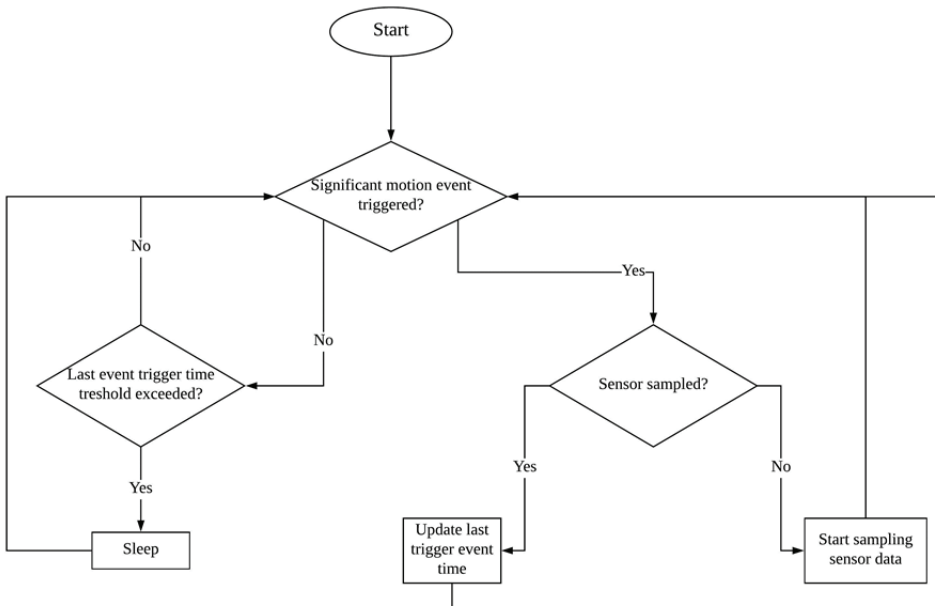 Start
Significant motion event
triggered?
No
Yes
No
Last event trigger time
treshold exceeded?
Sensor sampled?
Yes
No
Yes
Sleep
Update last
trigger event
time
Start sampling
sensor data